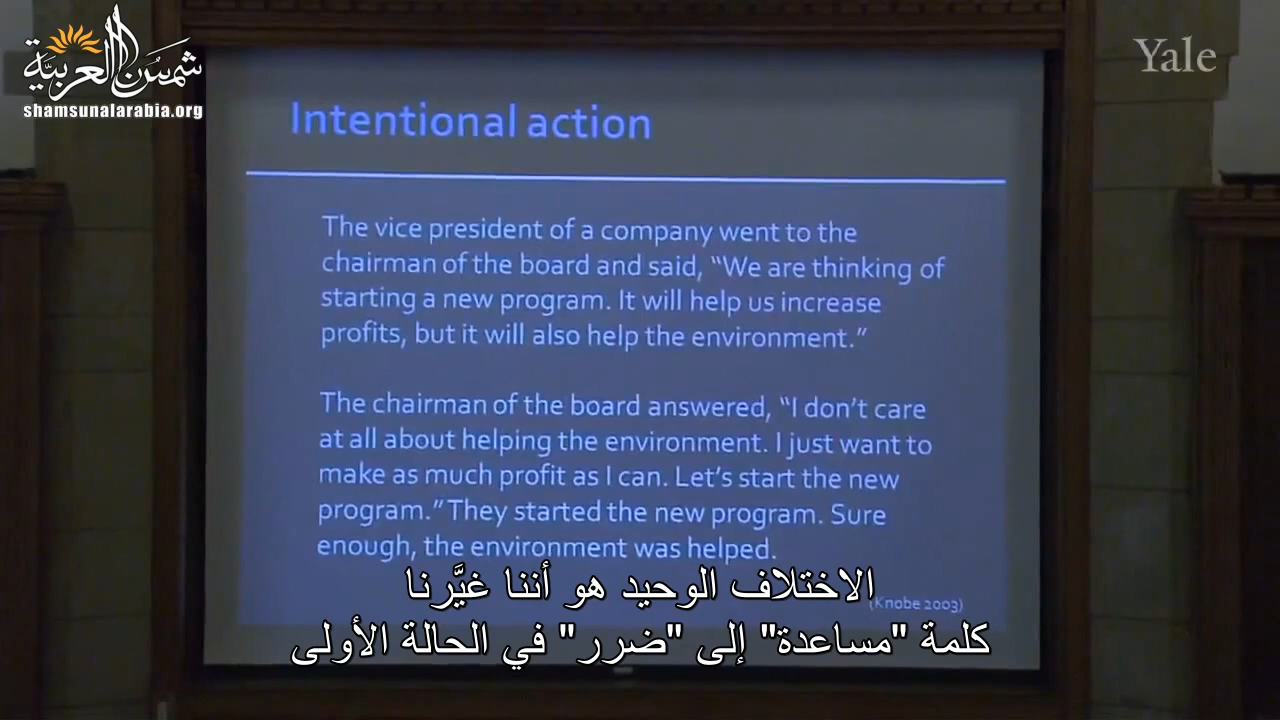 شمس العربية
shamsunalarabia.org
Yale
Intentional action
The vice president of a company went to the
chairman of the board and said, “We are thinking of
starting a new program. It will help us increase
profits, but it will also help the environment.”
The chairman of the board answered, “I don’t care
at all about helping the environment. I just want to
make as much profit as I can. Let’s start the new
program.” They started the new program. Sure
enough, the environment was helped.
(Knobe 2003)
الاختلاف الوحيد هو أننا غيَّرنا
كلمة "مساعدة" إلى "ضرر" في الحالة الأولى